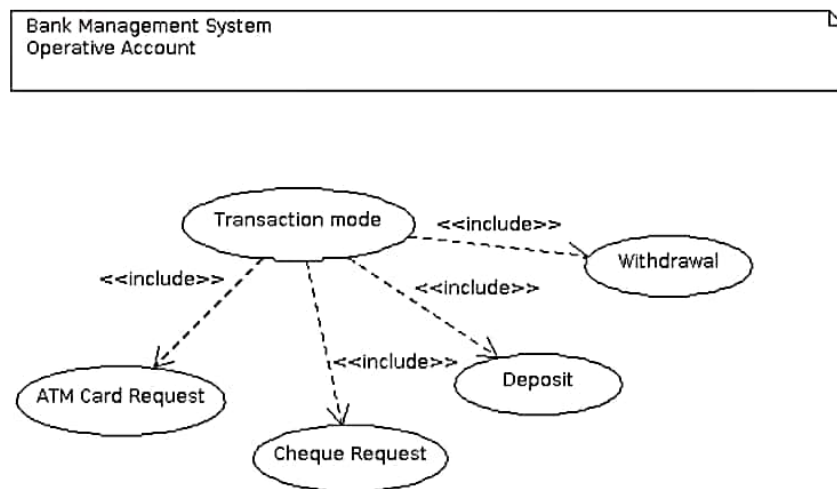 Bank Management System
Operative Account
Transaction mode
<<include>>
Withdrawal
<<include>>
<<include>>
<<include>>
Deposit
ATM Card Request
Cheque Request